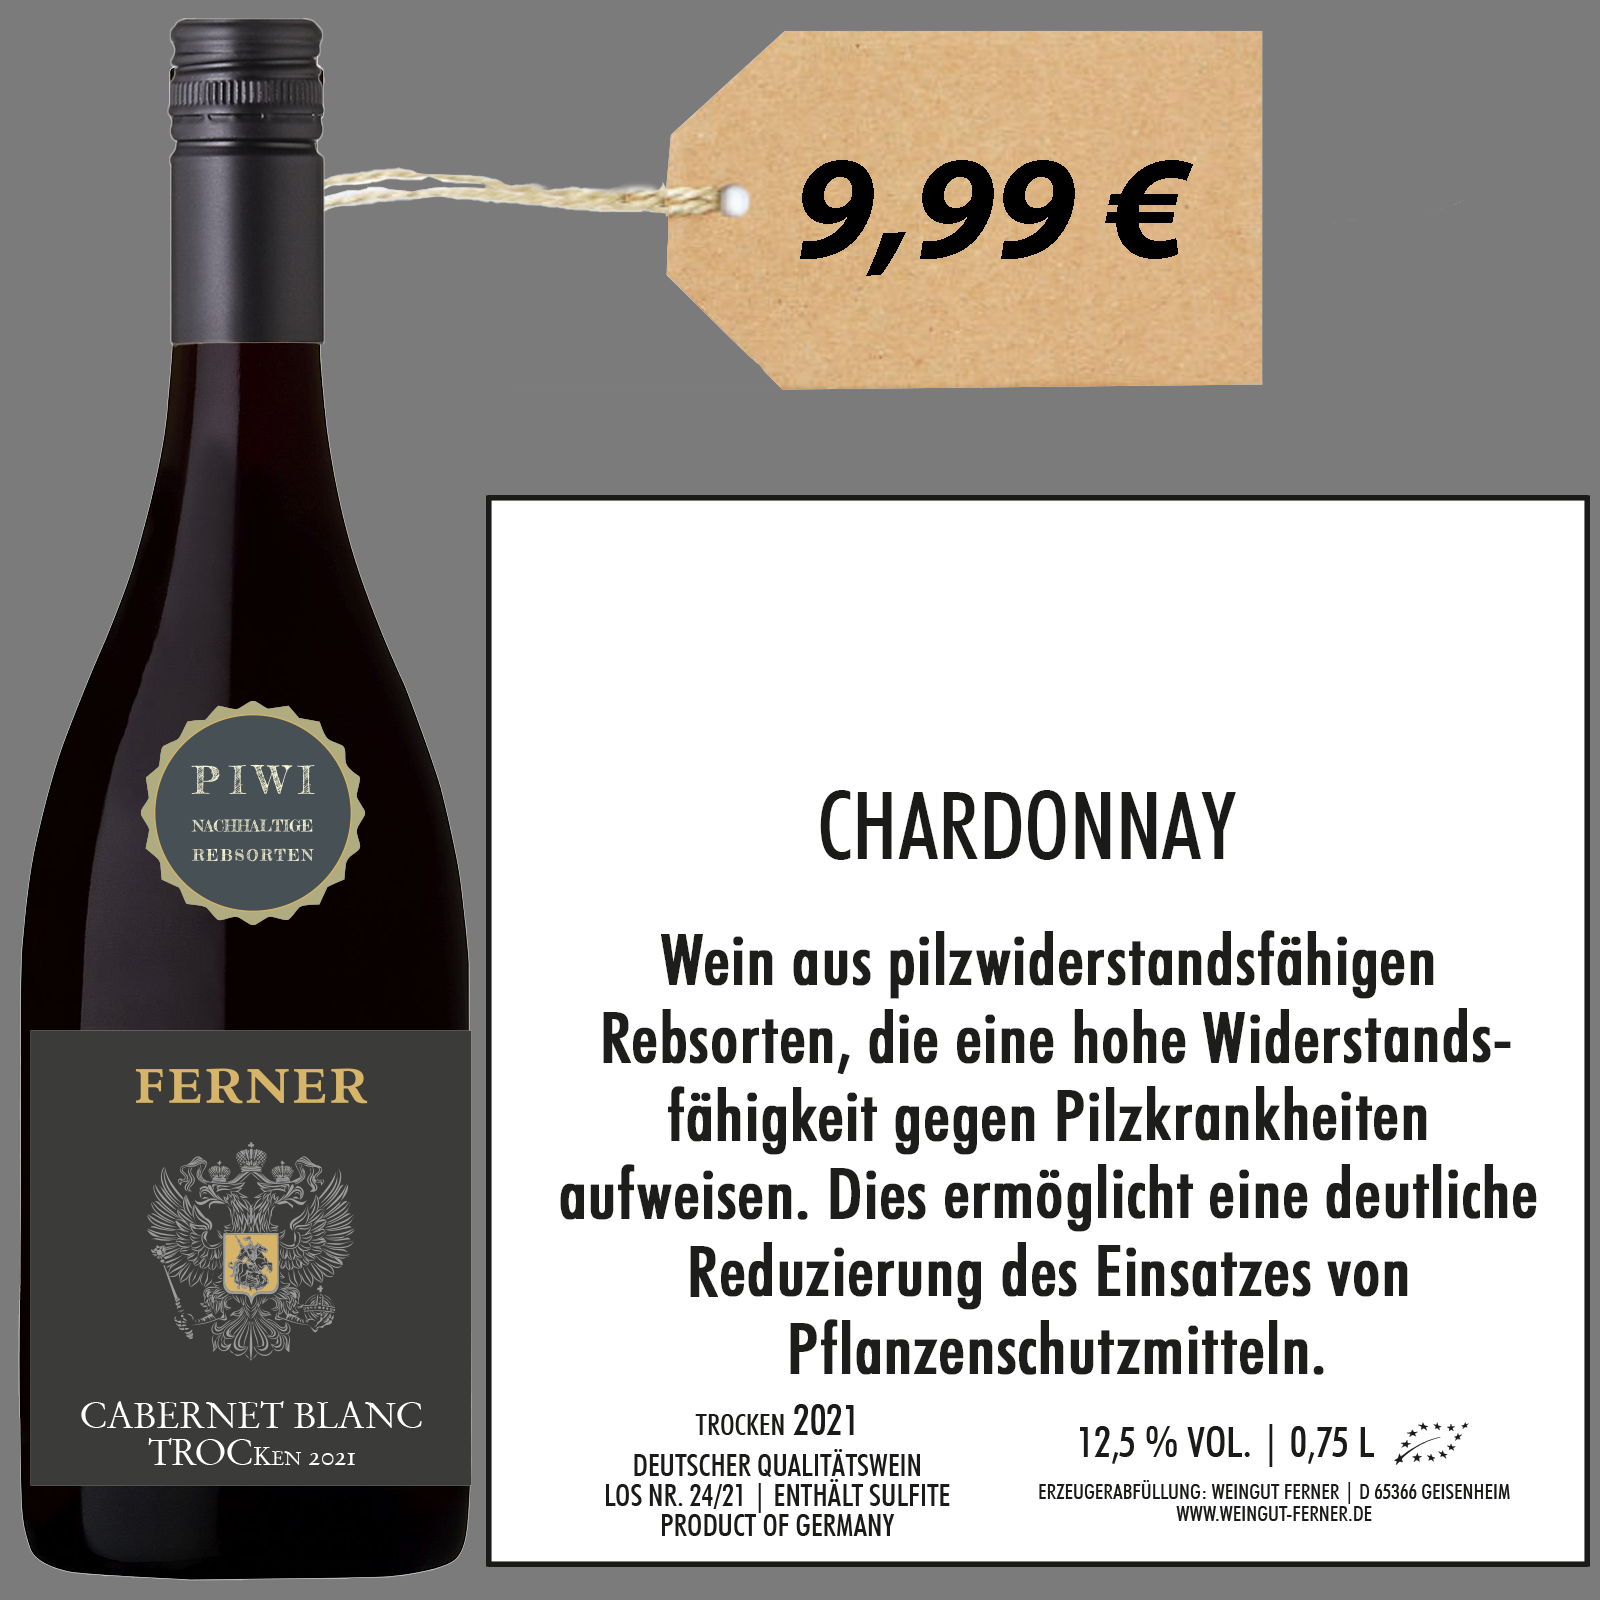 9,99 €
PIWI
NACHHALTIGE
REBSORTEN
FERNER
CABERNET BLANC
TROCKEN 2021
CHARDONNAY
Wein aus pilzwiderstandsfähigen
Rebsorten, die eine hohe Widerstands-
fähigkeit gegen Pilzkrankheiten
aufweisen. Dies ermöglicht eine deutliche
Reduzierung des Einsatzes von
Pflanzenschutzmitteln.
TROCKEN 2021
DEUTSCHER QUALITÄTSWEIN
LOS NR. 24/21 | ENTHÄLT SULFITE
PRODUCT OF GERMANY
12,5 % VOL. | 0,75 L
ERZEUGERABFÜLLUNG: WEINGUT FERNER | D 65366 GEISENHEIM
WWW.WEINGUT-FERNER.DE